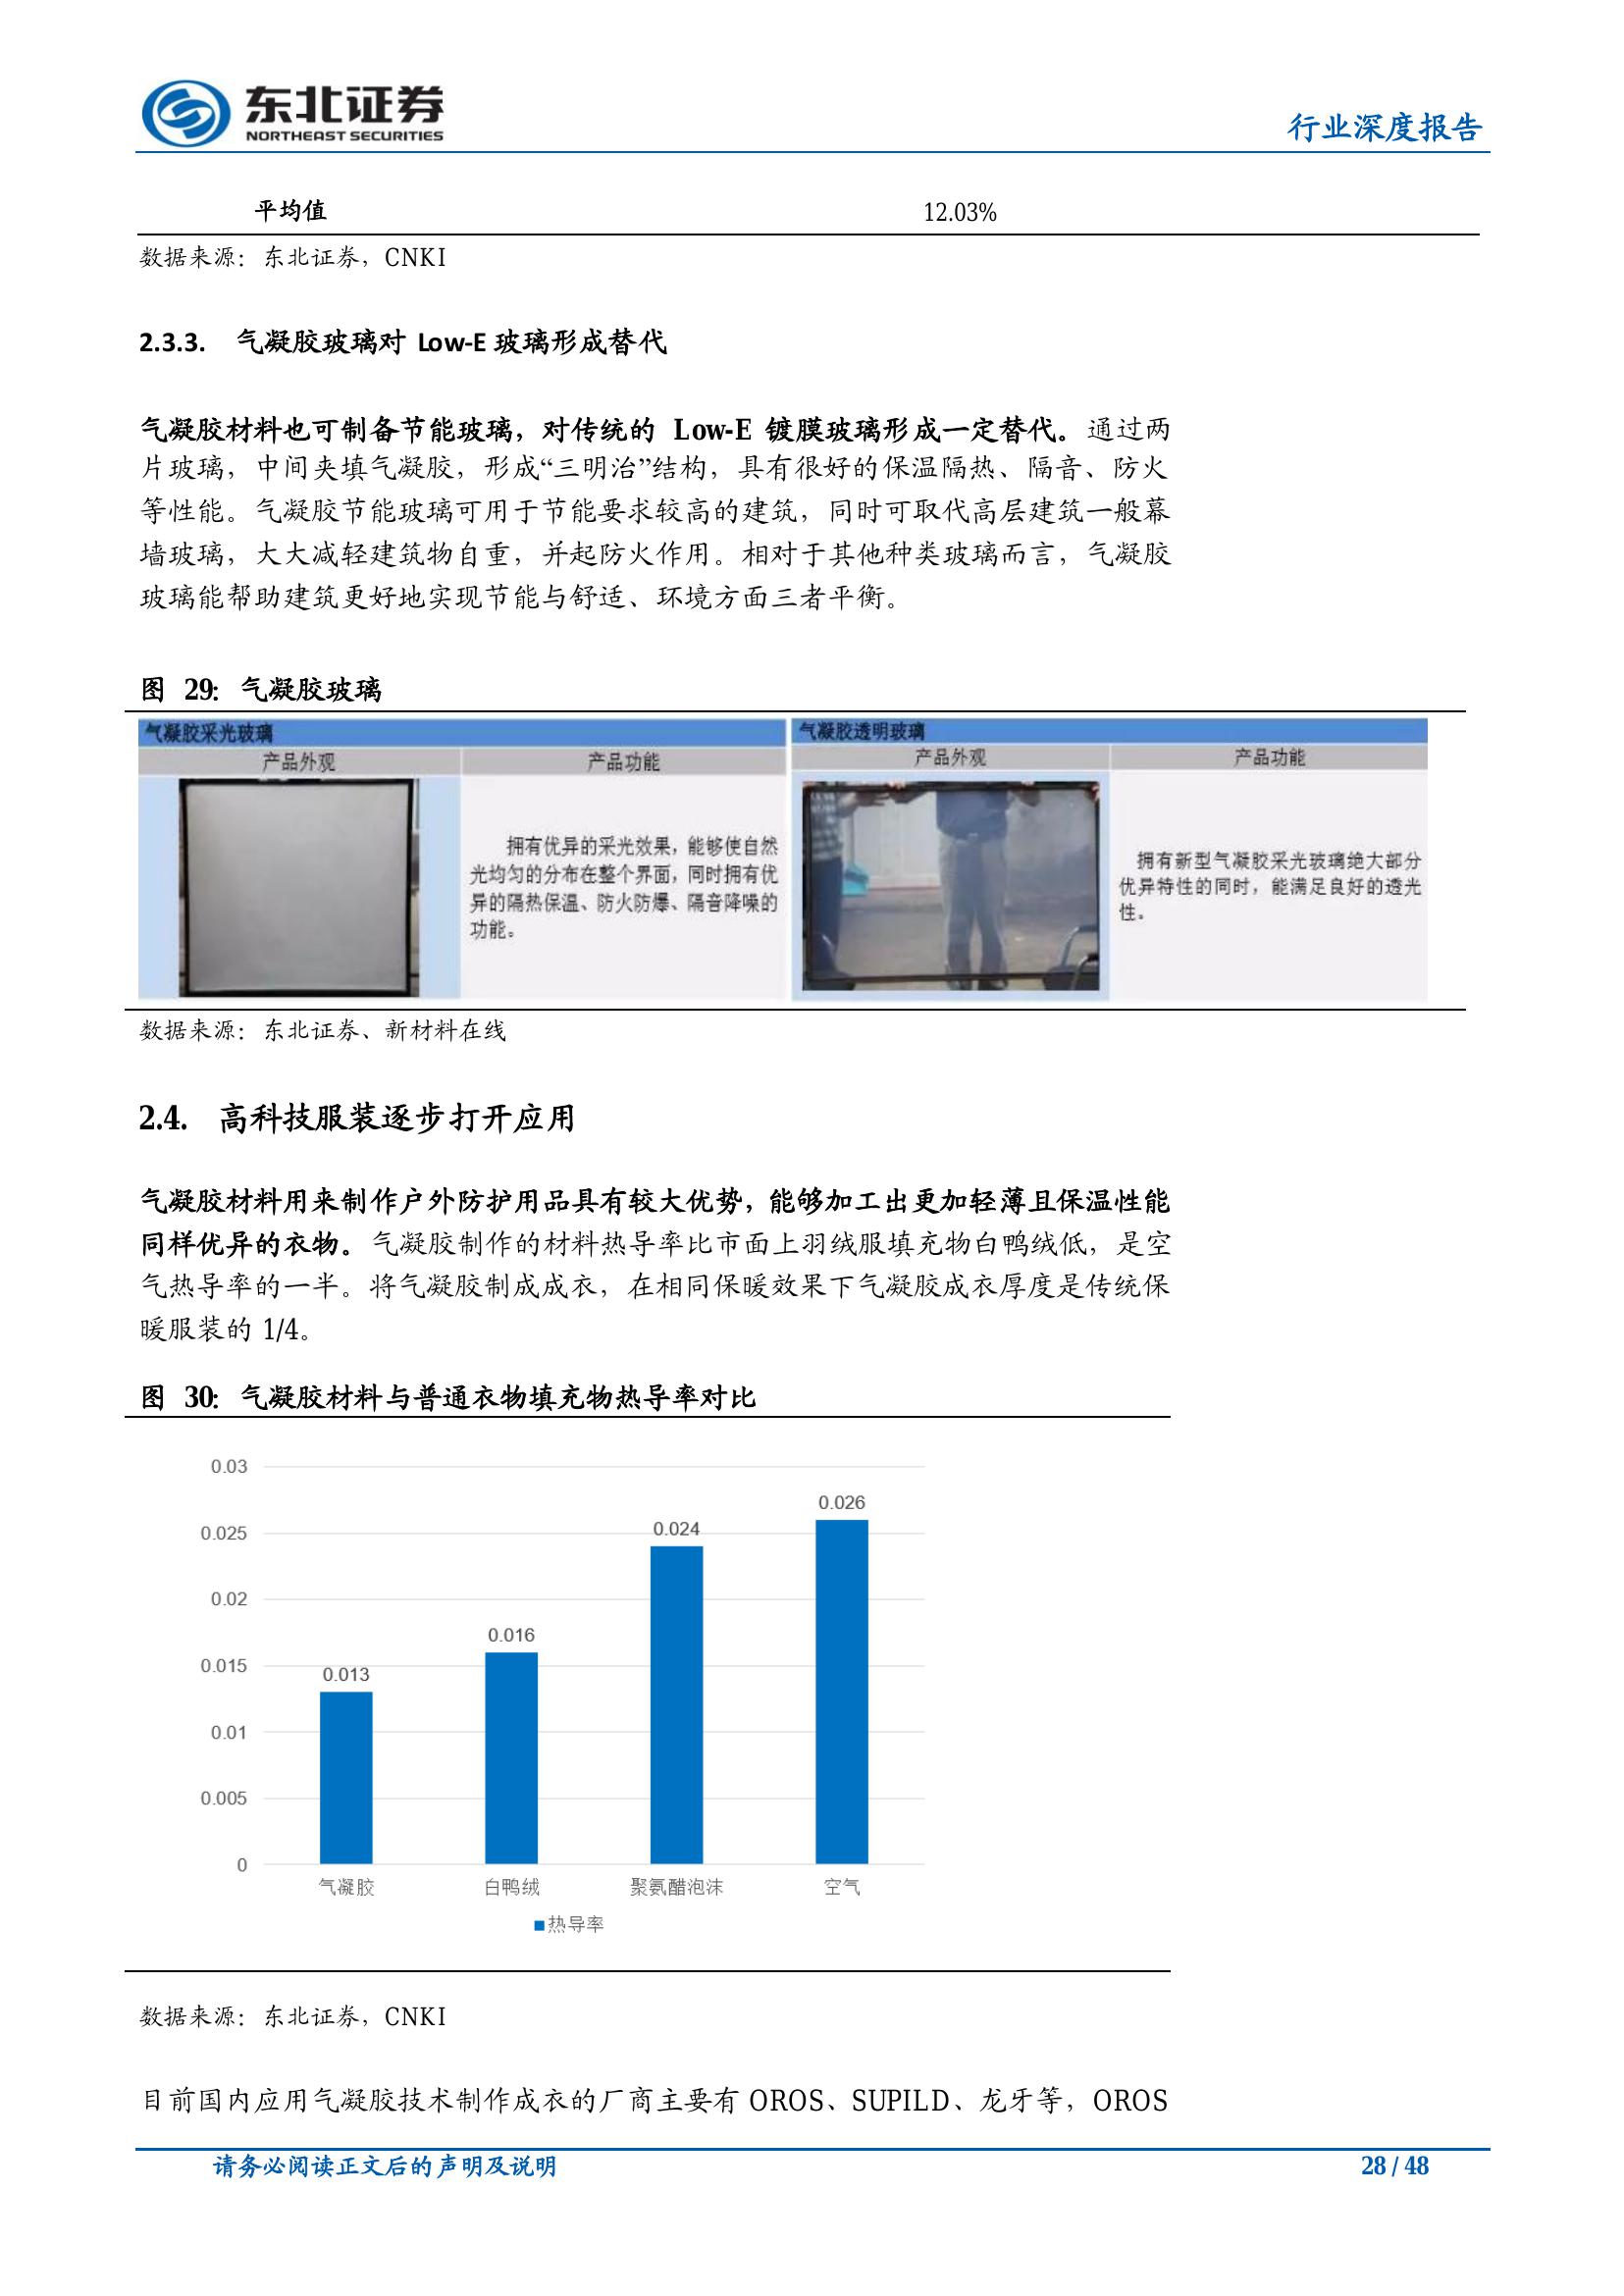 东北证券
NORTHEAST SECURITIES
行业深度报告
平均值 12.03%
数据来源：东北证券，CNKI
2.3.3. 气凝胶玻璃对 Low-E 玻璃形成替代
气凝胶材料也可制备节能玻璃，对传统的 Low-E 镀膜玻璃形成一定替代。通过两
片玻璃，中间夹填气凝胶，形成“三明治”结构，具有很好的保温隔热、隔音、防火
等性能。气凝胶节能玻璃可用于节能要求较高的建筑，同时可取代高层建筑一般幕
墙玻璃，大大减轻建筑物自重，并起防火作用。相对于其他种类玻璃而言，气凝胶
玻璃能帮助建筑更好地实现节能与舒适、环境方面三者平衡。
图 29：气凝胶玻璃
气凝胶采光玻璃
产品外观 产品功能
拥有优异的采光效果，能够使自然
光均匀的分布在整个界面，同时拥有优
异的隔热保温、防火防爆、隔音降噪的
功能。
气凝胶透明玻璃
产品外观 产品功能
拥有新型气凝胶采光玻璃绝大部分
优异特性的同时，能满足良好的透光
性。
数据来源：东北证券、新材料在线
2.4. 高科技服装逐步打开应用
气凝胶材料用来制作户外防护用品具有较大优势，能够加工出更加轻薄且保温性能
同样优异的衣物。气凝胶制作的材料热导率比市面上羽绒服填充物白鸭绒低，是空
气热导率的一半。将气凝胶制成成衣，在相同保暖效果下气凝胶成衣厚度是传统保
暖服装的 1/4。
图 30：气凝胶材料与普通衣物填充物热导率对比
0.03
0.025
0.02
0.015
0.01
0.005
0
0.013
0.016
0.024
0.026
气凝胶 白鸭绒 聚氨醋泡沫 空气
热导率
数据来源：东北证券，CNKI
目前国内应用气凝胶技术制作成衣的厂商主要有 OROS、SUPILD、龙牙等，OROS
请务必阅读正文后的声明及说明
28 / 48